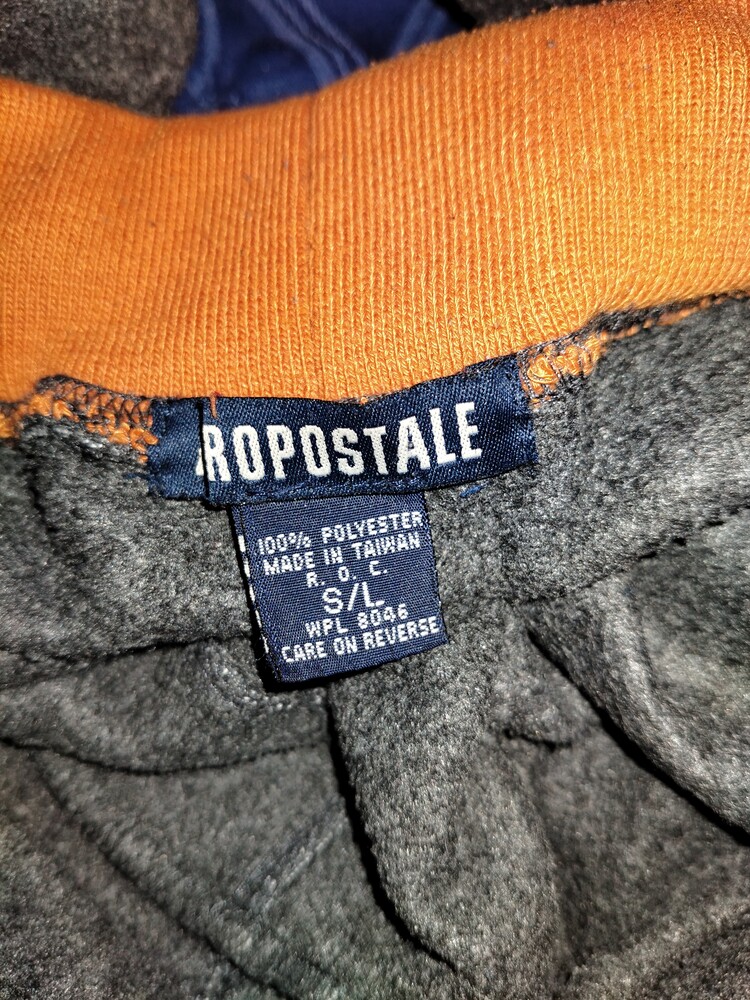 ROPOSTALE
100% POLYESTER
MADE IN TAIWAN
R. O. C.
S/L
WPL 8046
CARE ON REVERSE